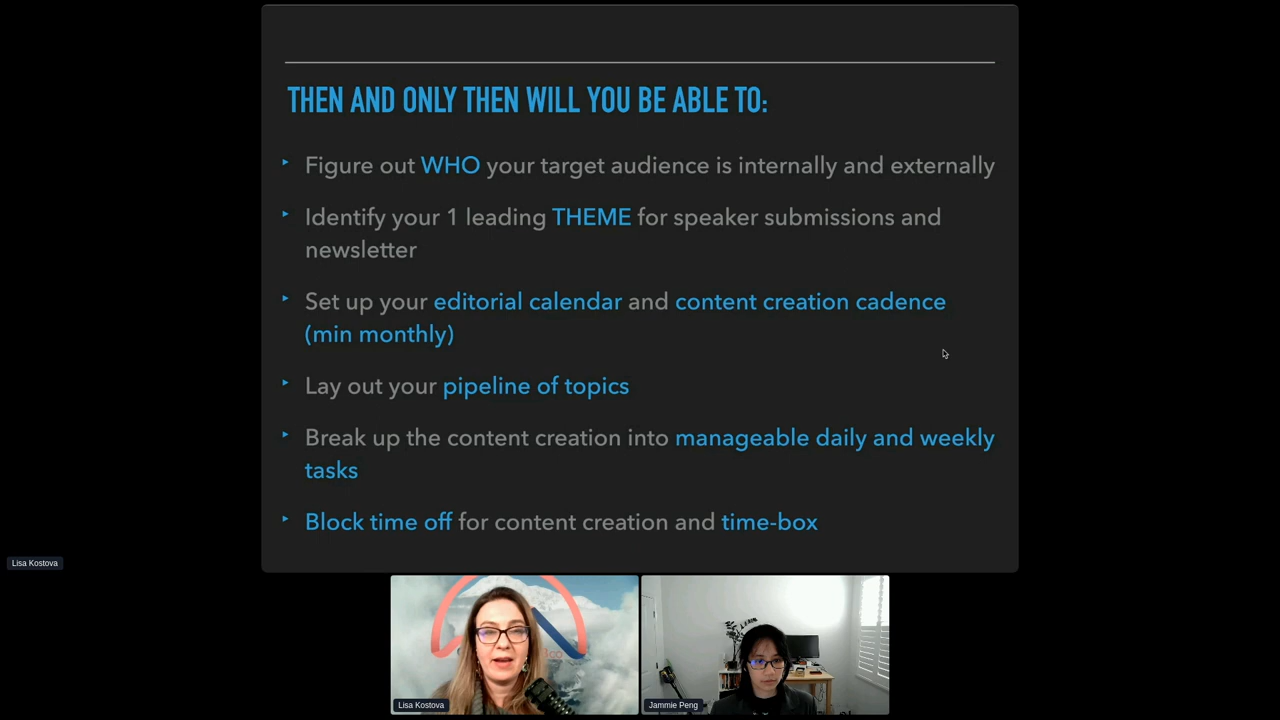 THEN AND ONLY THEN WILL YOU BE ABLE TO:
Figure out WHO your target audience is internally and externally
Identify your 1 leading THEME for speaker submissions and
newsletter
Set up your editorial calendar and content creation cadence
(min monthly)
Lay out your pipeline of topics
Break up the content creation into manageable daily and weekly
tasks
Block time off for content creation and time-box
Lisa Kostova
Lisa Kostova
Jammie Peng